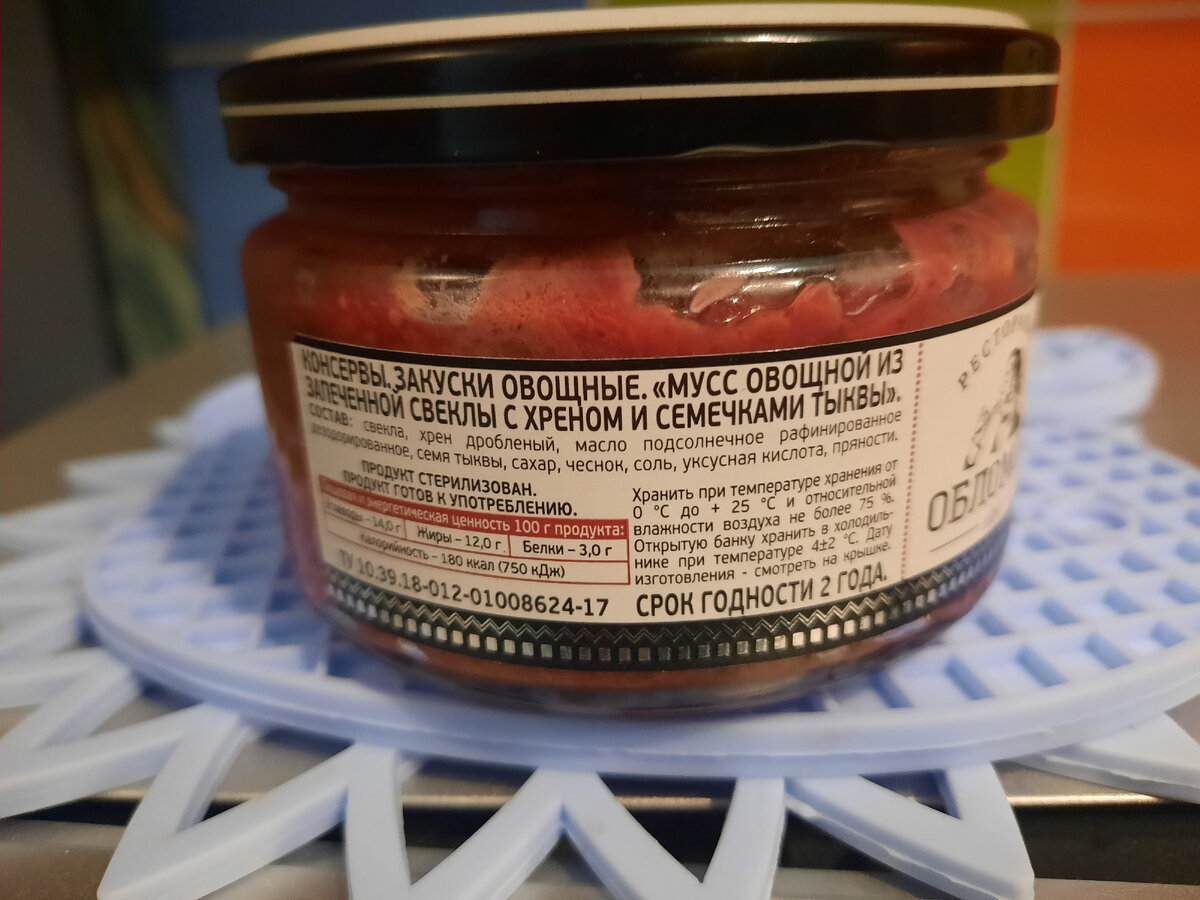 КОНСЕРВЫ. ЗАКУСКИ ОВОЩНЫЕ. «МУСС ОВОЩНОЙ ИЗ
ЗАПЕЧЕННОЙ СВЕКЛЫ С ХРЕНОМ И СЕМЕЧКАМИ ТЫКВЫ».
СОСТАВ: свекла, хрен дробленый, масло подсолнечное рафинированное
дезодорированное, семя тыквы, сахар, чеснок, соль, уксусная кислота, пряности.
ПРОДУКТ СТЕРИЛИЗОВАН.
ПРОДУКТ ГОТОВ К УПОТРЕБЛЕНИЮ.
и энергетическая ценность 100 г продукта:
– 14,0 г Жиры – 12,0 г Белки – 3,0 г
Калорийность – 180 ккал (750 кДж)
ТУ 10.39.18-012-01008624-17
Хранить при температуре хранения от
0 °С до + 25 °С и относительной
влажности воздуха не более 75 %.
Открытую банку хранить в холодиль-
нике при температуре 4±2 °С. Дату
изготовления - смотреть на крышке.
СРОК ГОДНОСТИ 2 ГОДА.